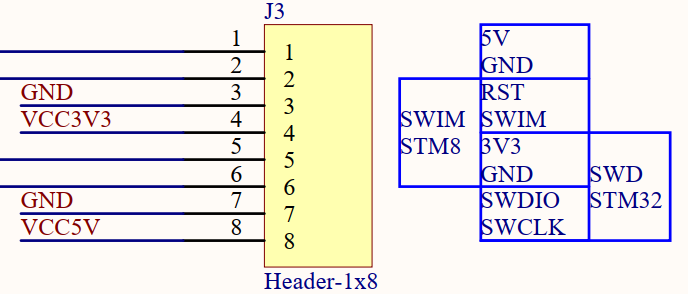 J3
1 1
2 2
GND 3 3
VCC3V3 4 4
5 5
6 6
GND 7 7
VCC5V 8 8
Header-1x8
5V
GND
RST
SWIM
3V3
GND
SWDIO
SWCLK
SWIM
STM8
SWD
STM32